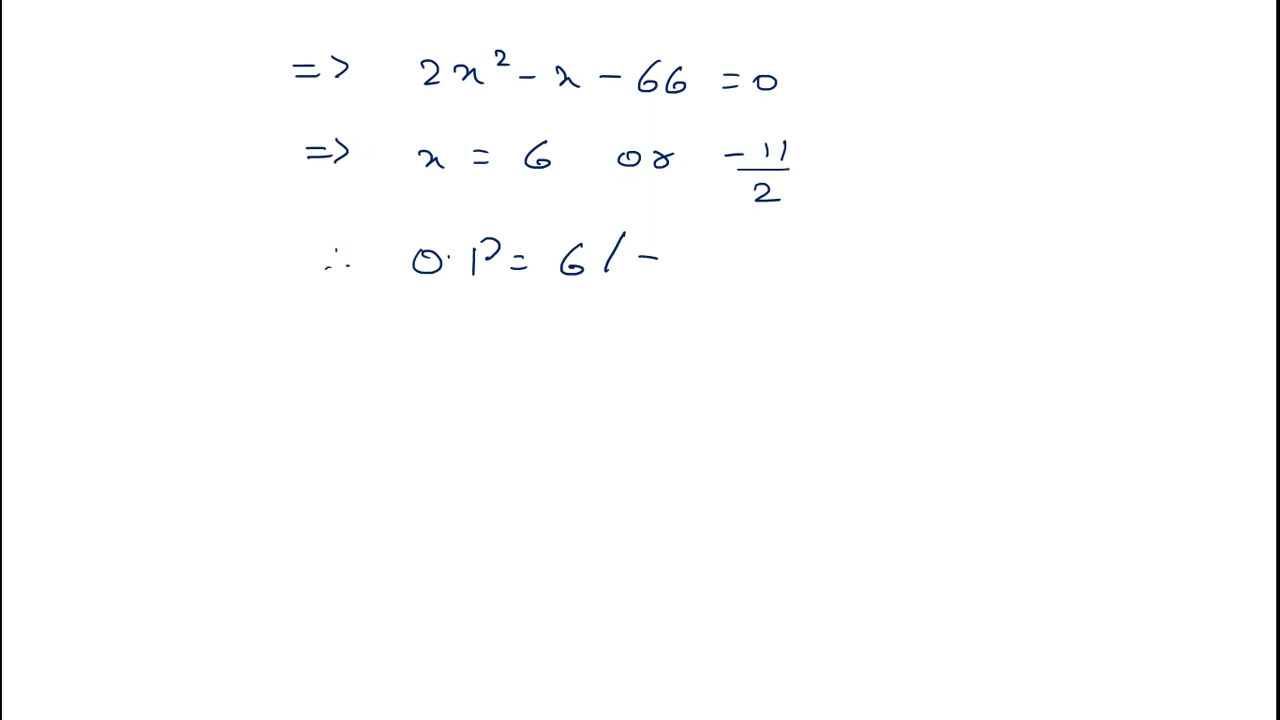 => 2x² - x - 66 = 0
=> x = 6 or -11/2
∴ O.P = 6/-